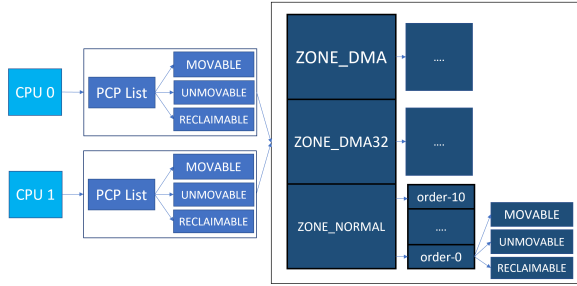 CPU 0
PCP List
MOVABLE
UNMOVABLE
RECLAIMABLE
CPU 1
PCP List
MOVABLE
UNMOVABLE
RECLAIMABLE
ZONE_DMA
....
ZONE_DMA32
....
ZONE_NORMAL
order-10
....
order-0
MOVABLE
UNMOVABLE
RECLAIMABLE